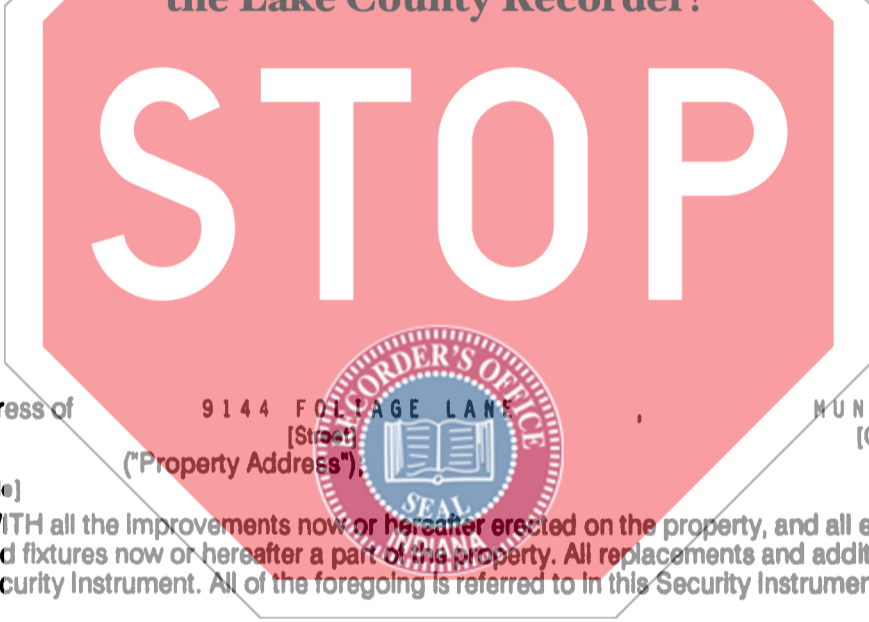 the Lake County Recorder!
STOP
RECORDER'S OFFICE
ress of 9144 FOLIAGE LANE , MUN
[Street] [C
("Property Address"),
e]
SEAL
INDIANA
ITH all the improvements now or hereafter erected on the property, and all e
d fixtures now or hereafter a part of the property. All replacements and addit
curity Instrument. All of the foregoing is referred to in this Security Instrumen